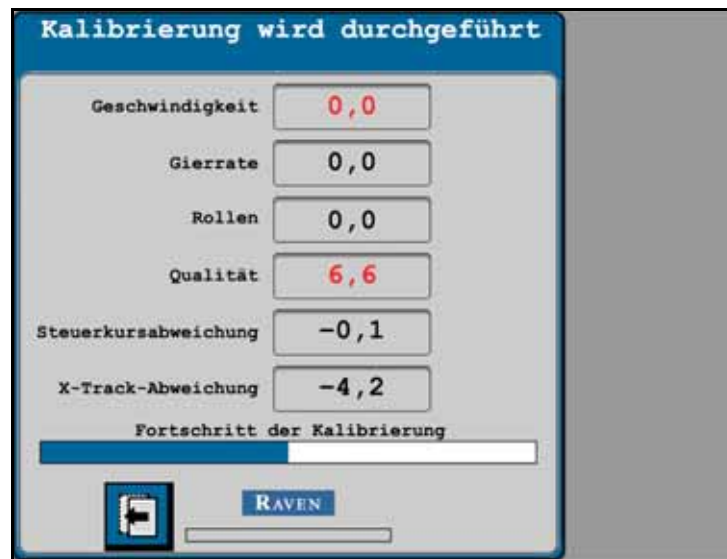 Kalibrierung wird durchgeführt
Geschwindigkeit 0,0
Gierrate 0,0
Rollen 0,0
Qualität 6,6
Steuerkursabweichung -0,1
X-Track-Abweichung -4,2
Fortschritt der Kalibrierung
RAVEN